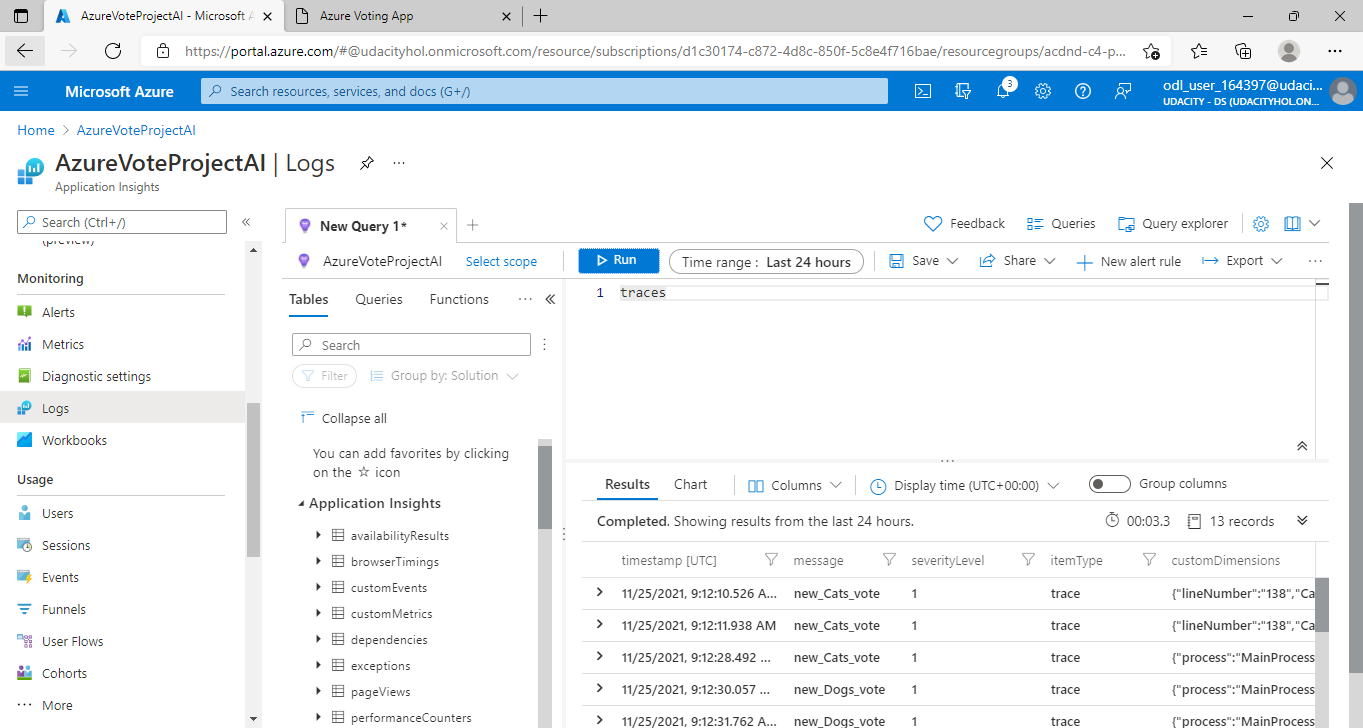 AzureVoteProjectAI - Microsoft A
Azure Voting App
https://portal.azure.com/#@udacityhol.onmicrosoft.com/resource/subscriptions/d1c30174-c872-4d8c-850f-5c8e4f716bae/resourcegroups/acdnd-c4-p...
Microsoft Azure
Search resources, services, and docs (G+/)
3
odl_user_164397@udaci...
UDACITY - DS (UDACITYHOL.ON...
Home > AzureVoteProjectAI
AzureVoteProjectAI | Logs ...
Application Insights
Search (Ctrl+/)
(preview)
Monitoring
Alerts
Metrics
Diagnostic settings
Logs
Workbooks
Usage
Users
Sessions
Events
Funnels
User Flows
Cohorts
More
New Query 1*
Feedback
Queries
Query explorer
AzureVoteProjectAI
Select scope
Run
Time range : Last 24 hours
Save
Share
New alert rule
Export
Tables
Queries
Functions
Search
Filter
Group by: Solution
Collapse all
You can add favorites by clicking
on the ☆ icon
Application Insights
availabilityResults
browserTimings
customEvents
customMetrics
dependencies
exceptions
pageViews
performanceCounters
1 traces
Results
Chart
Columns
Display time (UTC+00:00)
Group columns
Completed. Showing results from the last 24 hours.
00:03.3
13 records
timestamp [UTC] message severityLevel itemType customDimensions
11/25/2021, 9:12:10.526 A... new_Cats_vote 1 trace {"lineNumber":"138","Ca
11/25/2021, 9:12:11.938 AM new_Cats_vote 1 trace {"lineNumber":"138","Ca
11/25/2021, 9:12:28.492 ... new_Cats_vote 1 trace {"process":"MainProcess
11/25/2021, 9:12:30.057 ... new_Dogs_vote 1 trace {"process":"MainProcess
11/25/2021, 9:12:31.762 A... new_Dogs_vote 1 trace {"process":"MainProcess